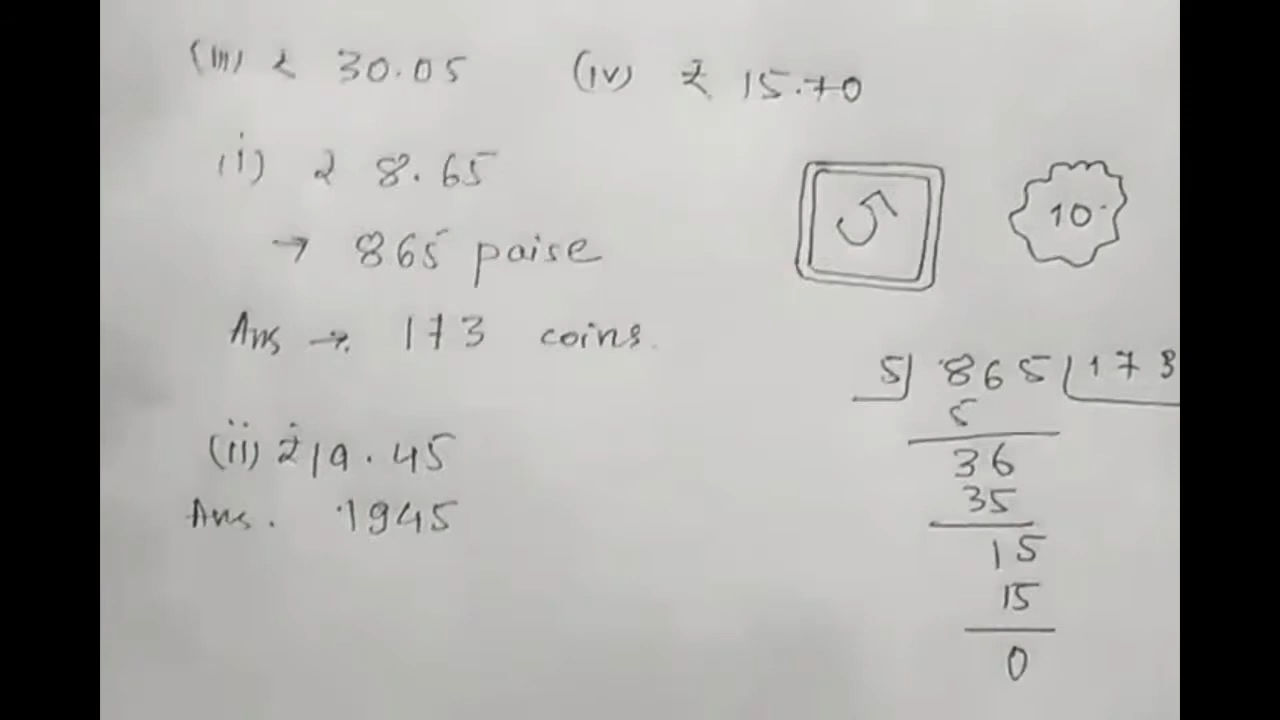 (iii) ₹ 30.05 (iv) ₹ 15.70
(i) ₹ 8.65
5 10
→ 865 paise
Ans → 173 coins.
5) 865 (173
5
36
35
15
15
0
(ii) ₹19.45
Ans. 1945